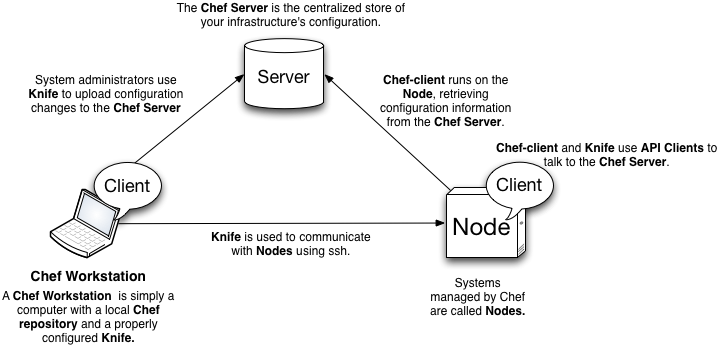 The Chef Server is the centralized store of
your infrastructure's configuration.
Server
System administrators use
Knife to upload configuration
changes to the Chef Server
Chef-client runs on the
Node, retrieving
configuration information
from the Chef Server.
Chef-client and Knife use API Clients to
talk to the Chef Server.
Client
Client
Node
Knife is used to communicate
with Nodes using ssh.
Chef Workstation
A Chef Workstation is simply a
computer with a local Chef
repository and a properly
configured Knife.
Systems
managed by Chef
are called Nodes.